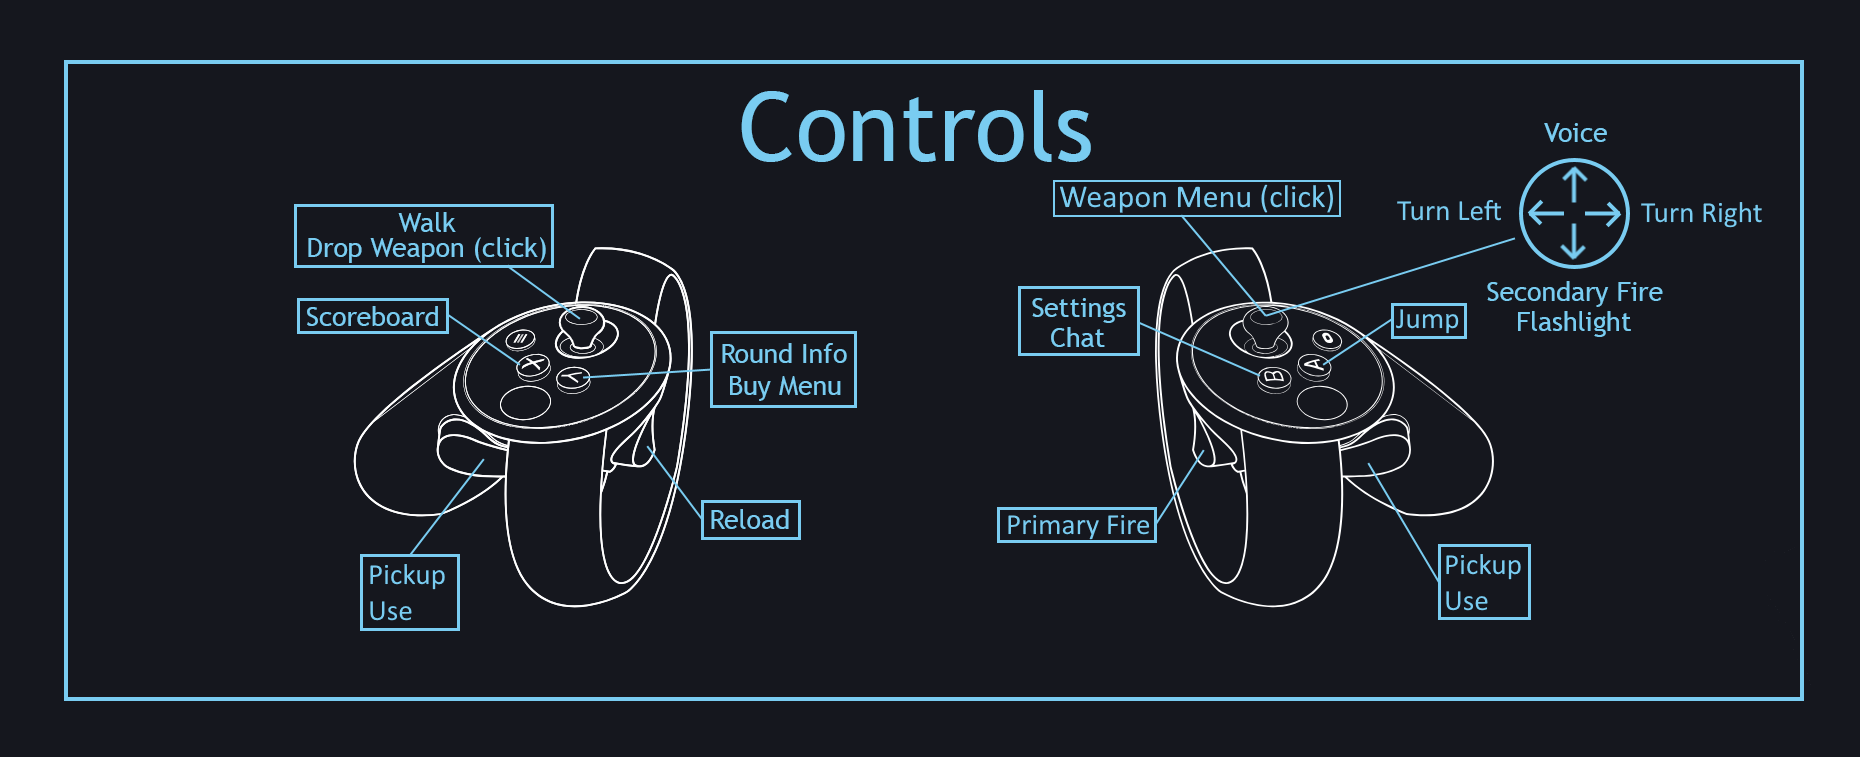 Controls
Voice
Weapon Menu (click)
Turn Left
Turn Right
Walk
Drop Weapon (click)
Scoreboard
Settings
Chat
Secondary Fire
Flashlight
Jump
Round Info
Buy Menu
X
Y
A
B
Reload
Primary Fire
Pickup
Use
Pickup
Use